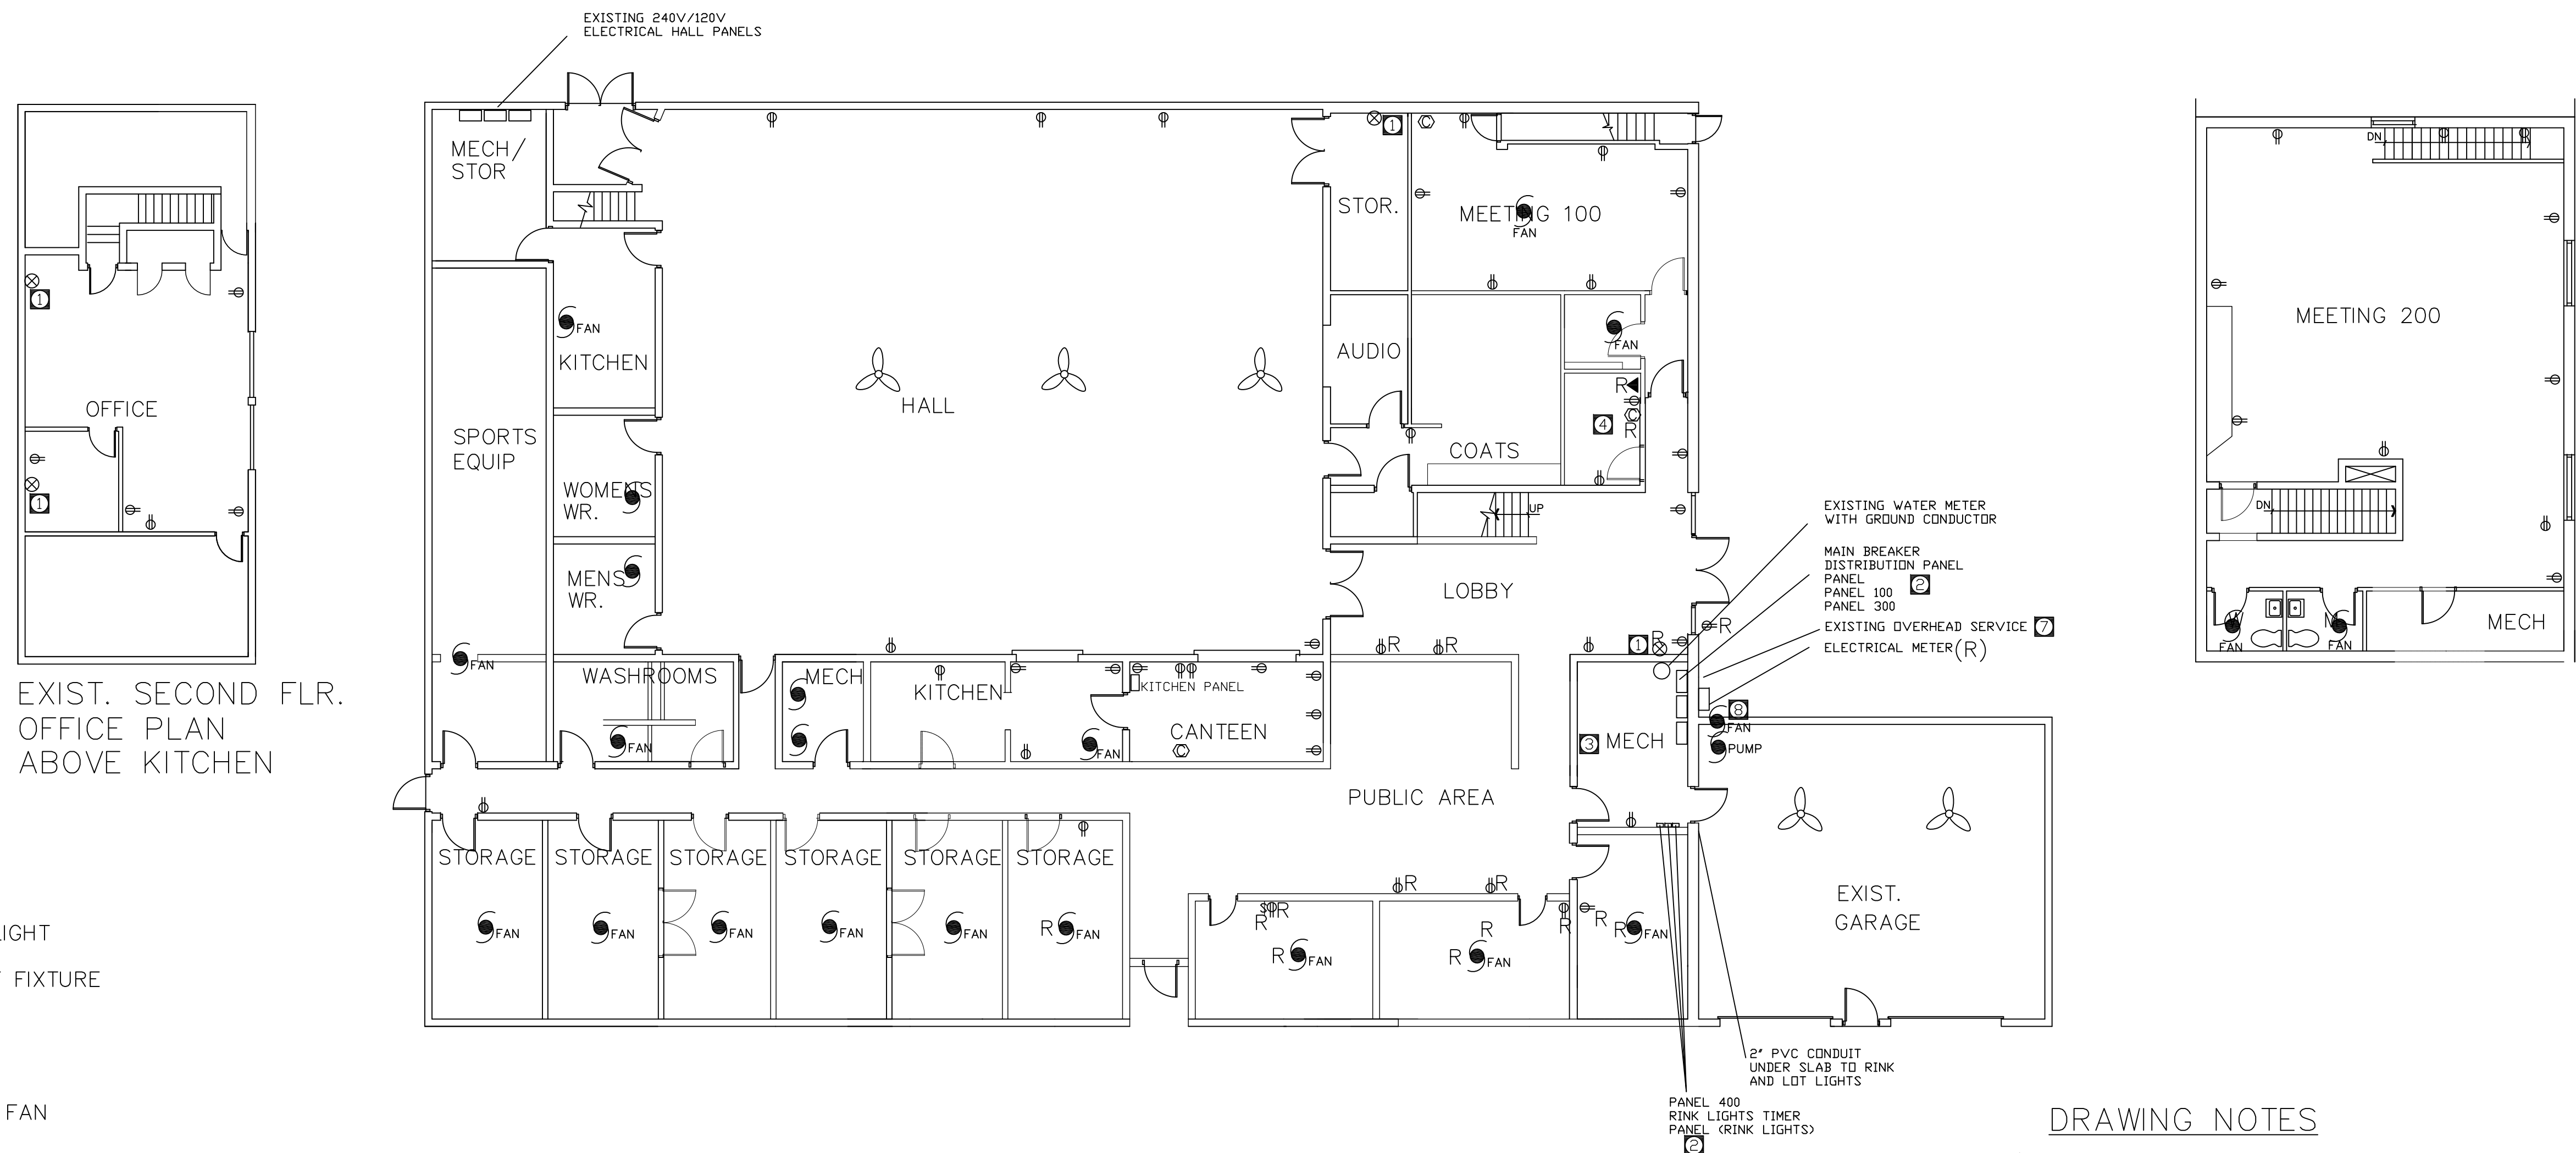 EXISTING 240V/120V
ELECTRICAL HALL PANELS
MECH/
STOR
STOR.
MEETING 100
FAN
DN
MEETING 200
1
1
C
1
OFFICE
1
FAN
KITCHEN
HALL
AUDIO
FAN
R
C
4
R
COATS
SPORTS
EQUIP
WOMENS
WR.
UP
DN
EXISTING WATER METER
WITH GROUND CONDUCTOR
MAIN BREAKER
DISTRIBUTION PANEL
PANEL
PANEL 100
PANEL 300
2
MENS
WR.
LOBBY
EXISTING OVERHEAD SERVICE 7
ELECTRICAL METER(R)
R
R
R
1
R
W
FAN
M
FAN
MECH
FAN
WASHROOMS
MECH
KITCHEN
KITCHEN PANEL
CANTEEN
C
FAN
FAN
3
MECH
8
FAN
PUMP
EXIST. SECOND FLR.
OFFICE PLAN
ABOVE KITCHEN
PUBLIC AREA
STORAGE
STORAGE
STORAGE
STORAGE
STORAGE
STORAGE
FAN
FAN
FAN
FAN
FAN
R
FAN
R
R
R
R
R
R
R
R
FAN
R
FAN
R
FAN
EXIST.
GARAGE
LIGHT
FIXTURE
FAN
2" PVC CONDUIT
UNDER SLAB TO RINK
AND LOT LIGHTS
PANEL 400
RINK LIGHTS TIMER
PANEL (RINK LIGHTS)
2
DRAWING NOTES